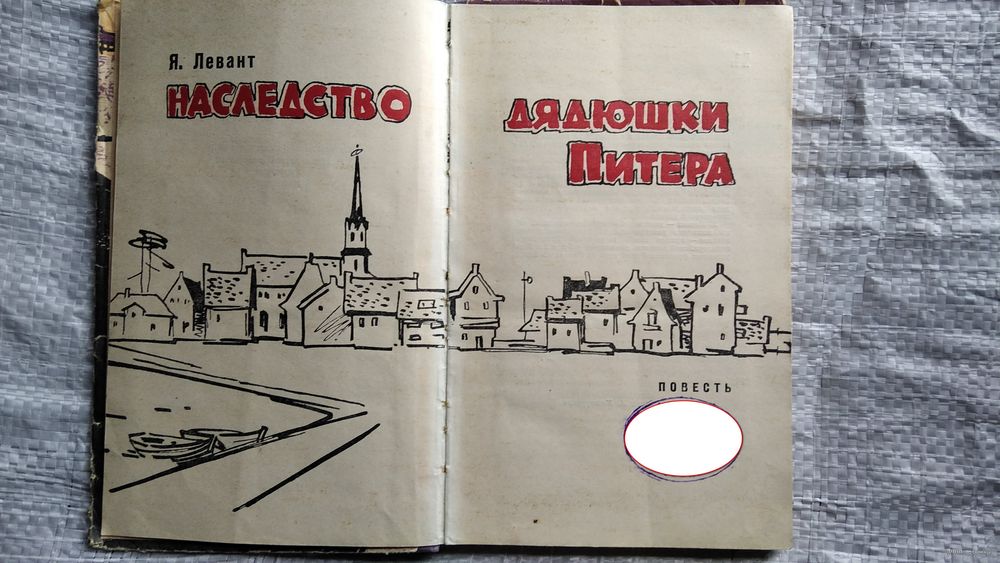 Я. Левант
НАСЛЕДСТВО
ДЯДЮШКИ
ПИТЕРА
ПОВЕСТЬ